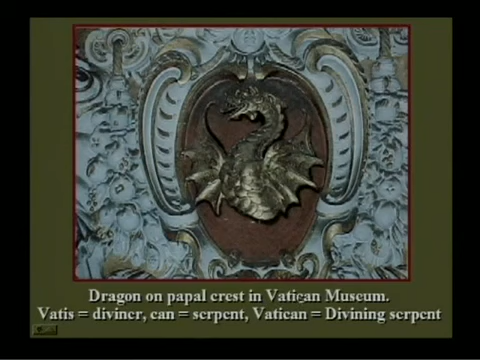 Dragon on papal crest in Vatican Museum.
Vatis = diviner, can = serpent, Vatican = Divining serpent